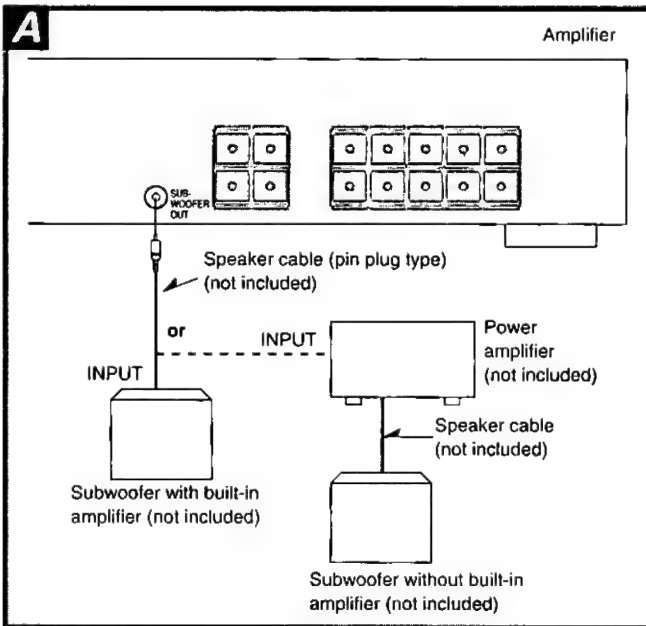 A
Amplifier
SUB-
WOOFER
OUT
Speaker cable (pin plug type)
(not included)
or
INPUT
Power
amplifier
(not included)
INPUT
Speaker cable
(not included)
Subwoofer with built-in
amplifier (not included)
Subwoofer without built-in
amplifier (not included)